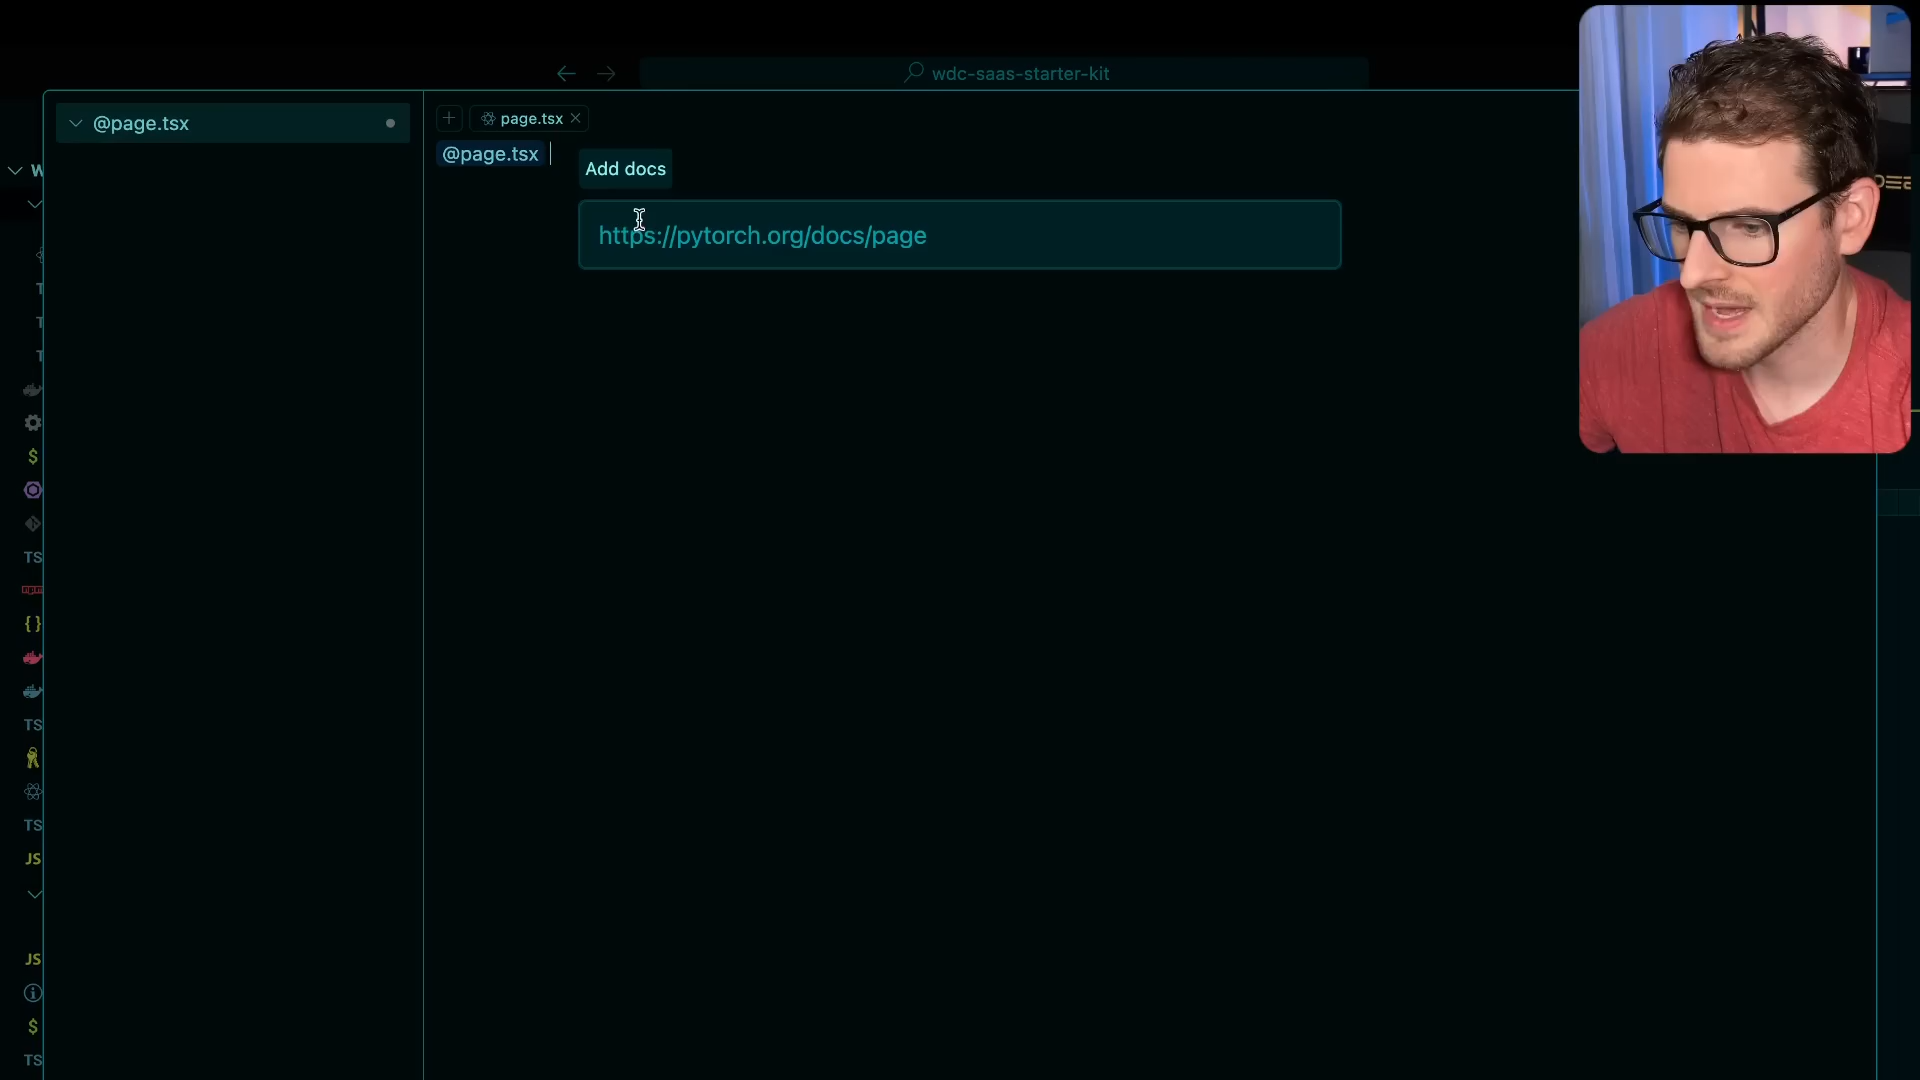 wdc-saas-starter-kit
@page.tsx
page.tsx
@page.tsx
Add docs
https://pytorch.org/docs/page
W
T
T
T
$
TS
{ }
TS
TS
JS
JS
$
TS